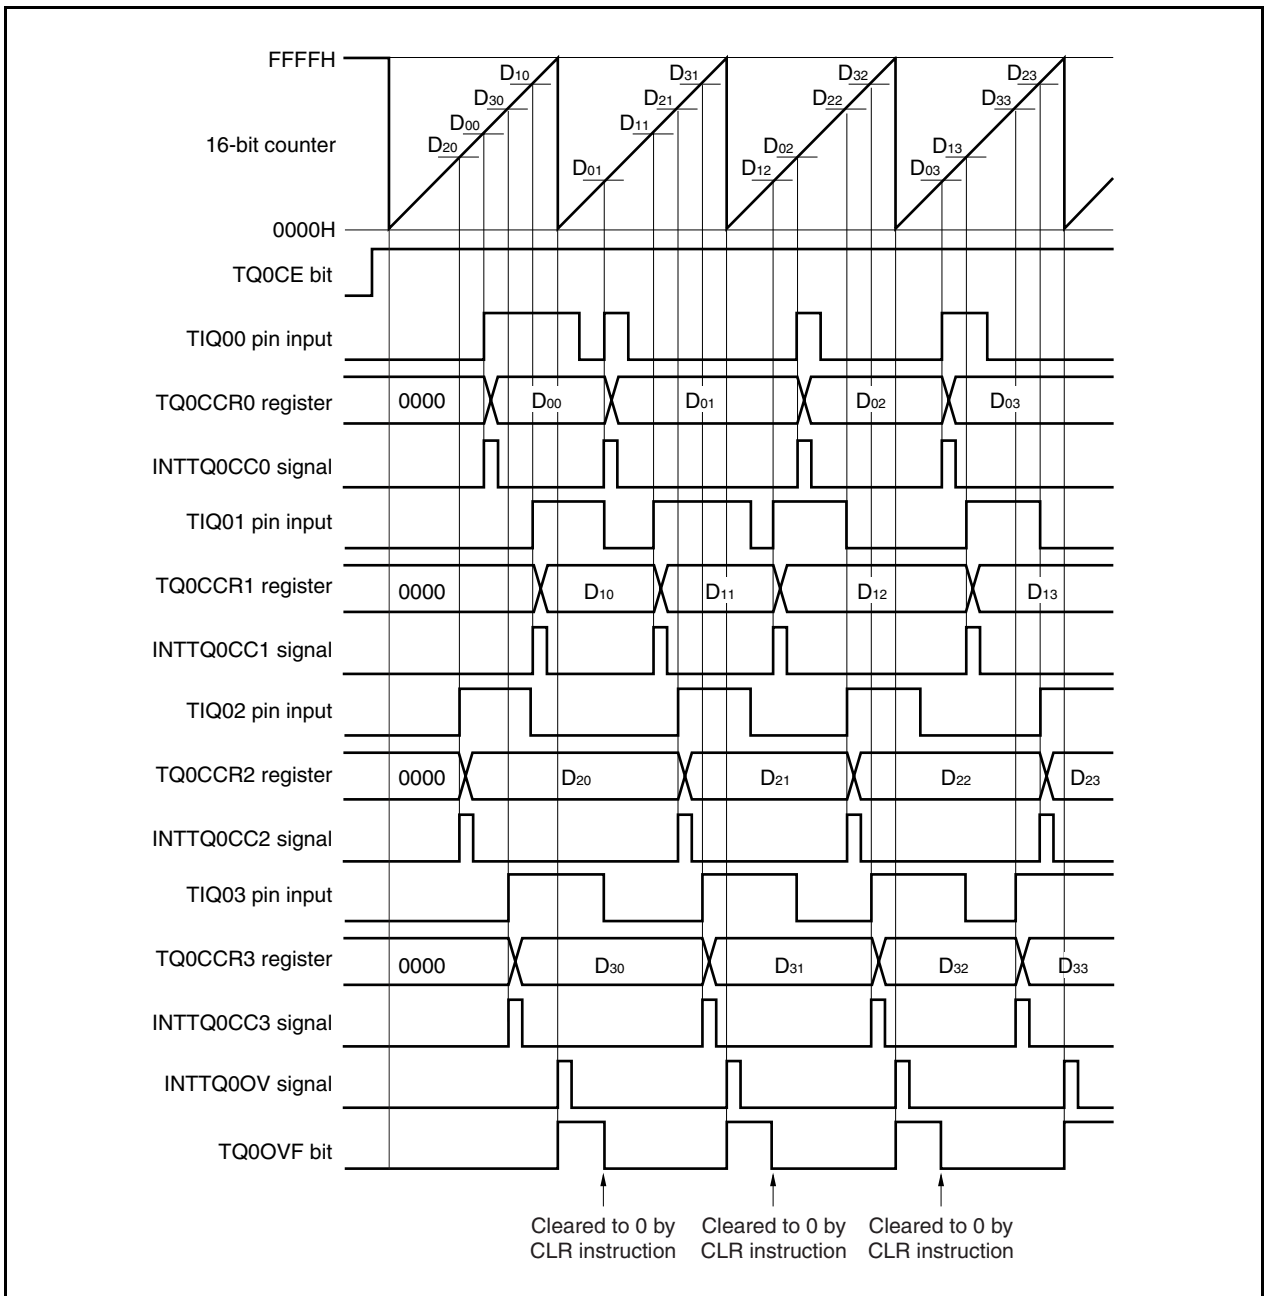 FFFFH
D10 D31 D32 D23
D30 D21 D22 D33
D00 D11
16-bit counter
D20 D02 D13
D01 D12 D03
0000H
TQ0CE bit
TIQ00 pin input
TQ0CCR0 register 0000 D00 D01 D02 D03
INTTQ0CC0 signal
TIQ01 pin input
TQ0CCR1 register 0000 D10 D11 D12 D13
INTTQ0CC1 signal
TIQ02 pin input
TQ0CCR2 register 0000 D20 D21 D22 D23
INTTQ0CC2 signal
TIQ03 pin input
TQ0CCR3 register 0000 D30 D31 D32 D33
INTTQ0CC3 signal
INTTQ0OV signal
TQ0OVF bit
Cleared to 0 by Cleared to 0 by Cleared to 0 by
CLR instruction CLR instruction CLR instruction